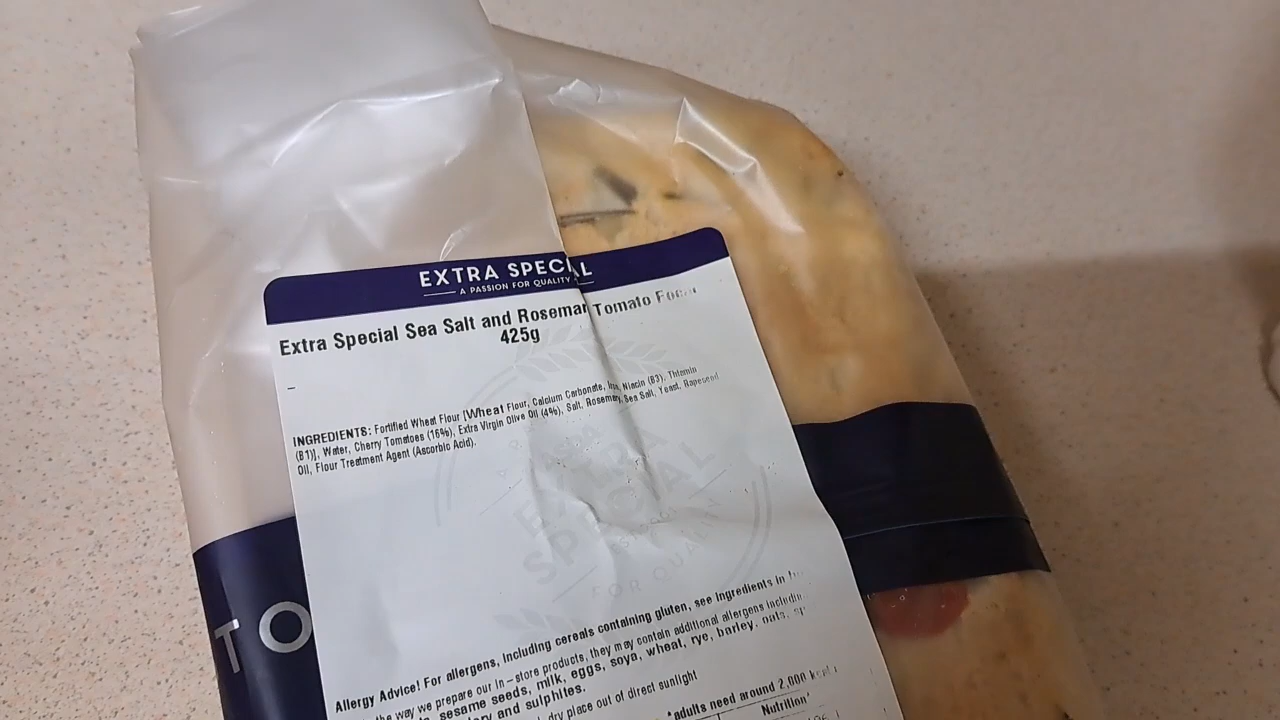 EXTRA SPECIAL
A PASSION FOR QUALITY
Extra Special Sea Salt and Rosemar Tomato
425g
INGREDIENTS: Fortified Wheat Flour [Wheat Flour, Calcium Carbonate, Iron, Niacin (B3), Thiamin
(B1)], Water, Cherry Tomatoes (16%), Extra Virgin Olive Oil (4%), Salt, Rosemary, Sea Salt, Yeast, Rapeseed
Oil, Flour Treatment Agent (Ascorbic Acid).
EXTRA
SPECIAL
FOR QUALITY
TO
Allergy Advice! For allergens, including cereals containing gluten, see ingredients in
the way we prepare our in-store products, they may contain additional allergens
sesame seeds, milk, eggs, soya, wheat, rye, barley, oats,
and sulphites.
dry place out of direct sunlight
*adults need around 2,000 kcal
Nutrition